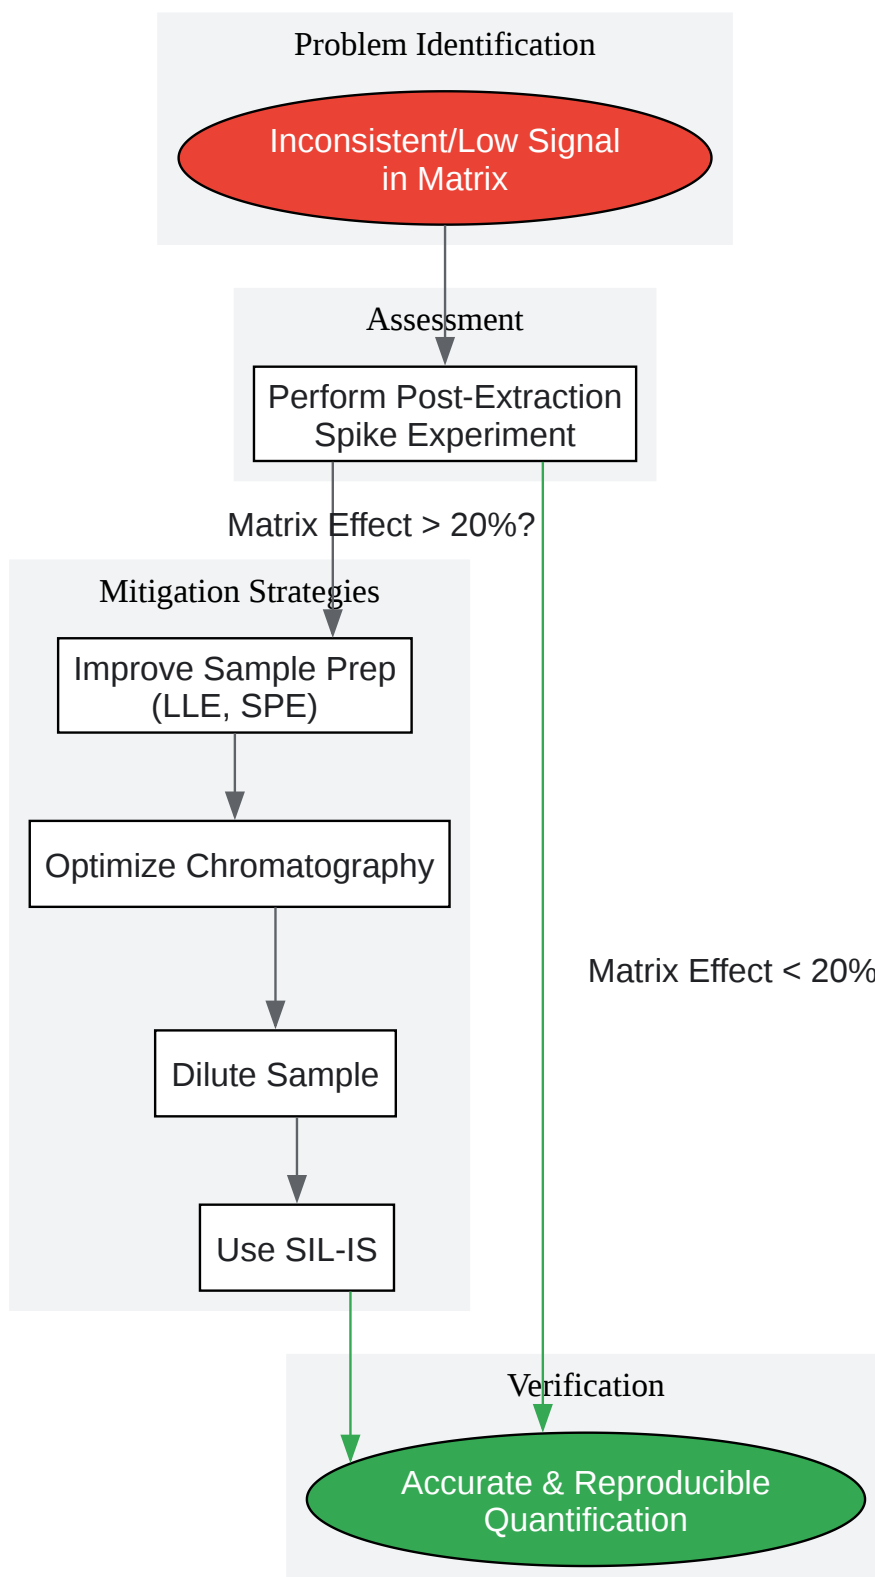 Problem Identification
Inconsistent/Low Signal
in Matrix
Assessment
Perform Post-Extraction
Spike Experiment
Matrix Effect > 20%?
Mitigation Strategies
Improve Sample Prep
(LLE, SPE)
Optimize Chromatography
Matrix Effect < 20%
Dilute Sample
Use SIL-IS
Verification
Accurate & Reproducible
Quantification